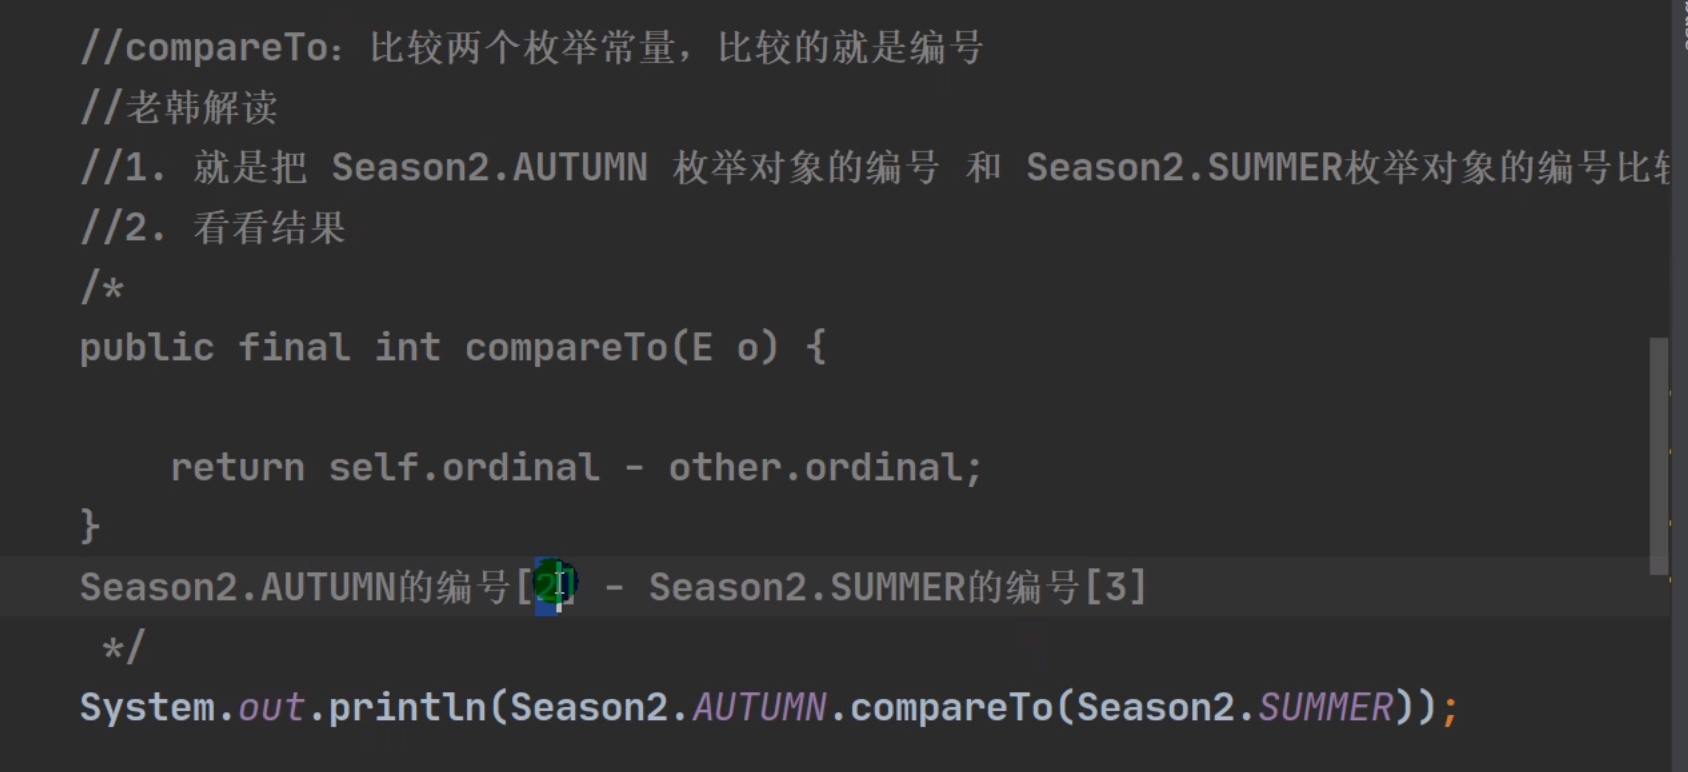 //compareTo：比较两个枚举常量，比较的就是编号
//老韩解读
//1. 就是把 Season2.AUTUMN 枚举对象的编号 和 Season2.SUMMER枚举对象的编号比较
//2. 看看结果
/*
public final int compareTo(E o) {
return self.ordinal - other.ordinal;
}
Season2.AUTUMN的编号[2] - Season2.SUMMER的编号[3]
*/
System.out.println(Season2.AUTUMN.compareTo(Season2.SUMMER));